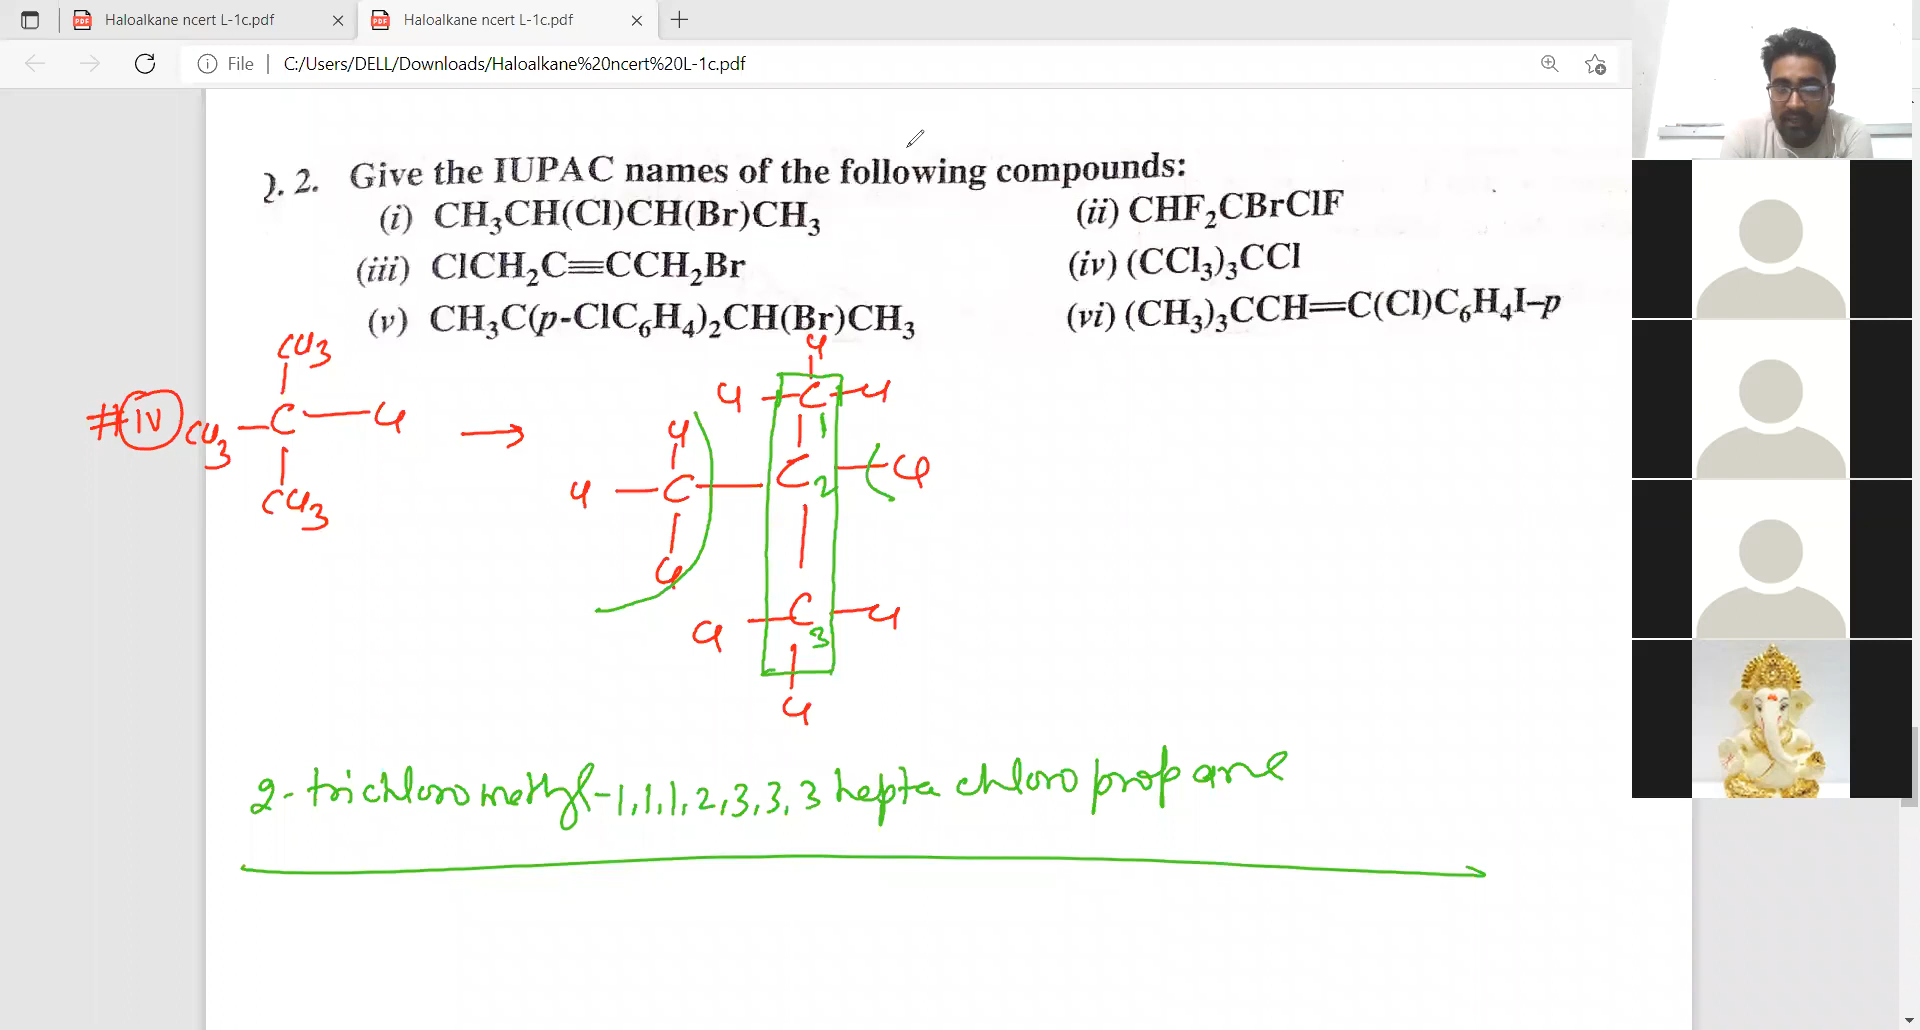 Haloalkane ncert L-1c.pdf
Haloalkane ncert L-1c.pdf
File C:/Users/DELL/Downloads/Haloalkane%20ncert%20L-1c.pdf
Q. 2. Give the IUPAC names of the following compounds:
(i) CH₃CH(Cl)CH(Br)CH₃ (ii) CHF₂CBrClF
(iii) ClCH₂C≡CCH₂Br (iv) (CCl₃)₃CCl
(v) CH₃C(p-ClC₆H₄)₂CH(Br)CH₃ (vi) (CH₃)₃CCH=C(Cl)C₆H₄I-p
CCl₃
# IV CCl₃ - C - Cl →
CCl₃
Cl
Cl C Cl
1
Cl
Cl C C 2 Cl
Cl
Cl C Cl
3
Cl
2-trichloromethyl-1,1,1,2,3,3,3 hepta chloro propane